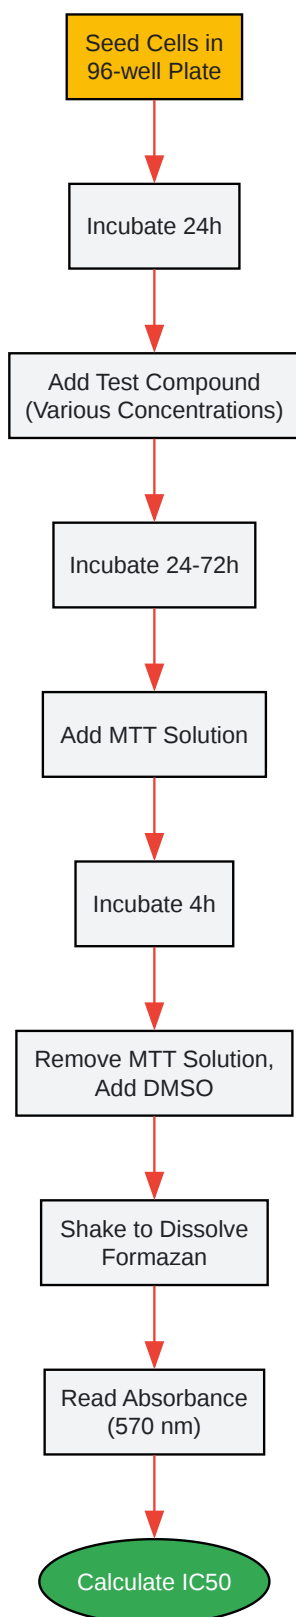 Seed Cells in
96-well Plate
Incubate 24h
Add Test Compound
(Various Concentrations)
Incubate 24-72h
Add MTT Solution
Incubate 4h
Remove MTT Solution,
Add DMSO
Shake to Dissolve
Formazan
Read Absorbance
(570 nm)
Calculate IC50